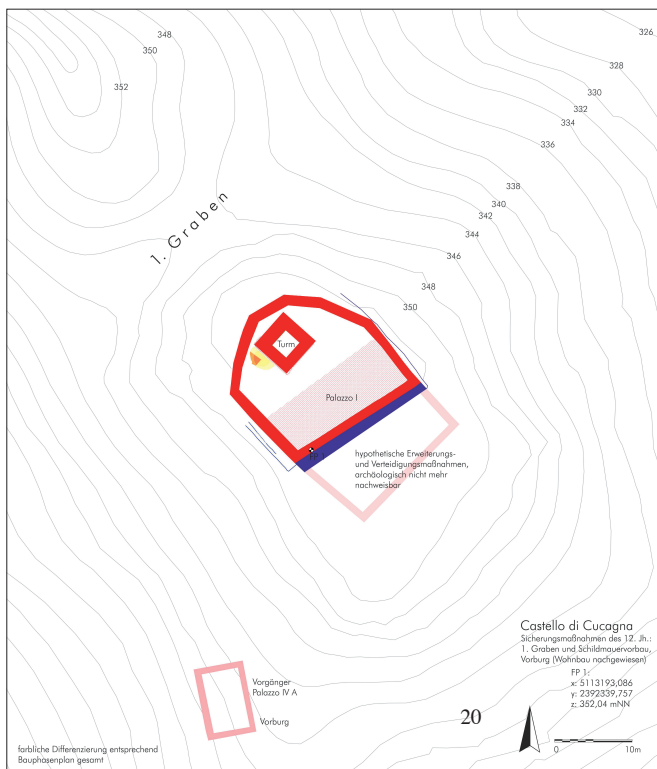 348
350
352
326
328
330
332
334
336
338
340
342
344
346
348
350
1. Graben
Turm
Palazzo I
hypothetische Erweiterungs-
und Verteidigungsmaßnahmen,
archäologisch nicht mehr
nachweisbar
Castello di Cucagna
Sicherungsmaßnahmen des 12. Jh.:
1. Graben und Schildmauervorbau,
Vorburg (Wohnbau nachgewiesen)
FP 1:
x: 5113193,086
y: 2392339,757
z: 352,04 mNN
Vorgänger
Palazzo IV A
Vorburg
20
0 10m
farbliche Differenzierung entsprechend
Bauphasenplan gesamt